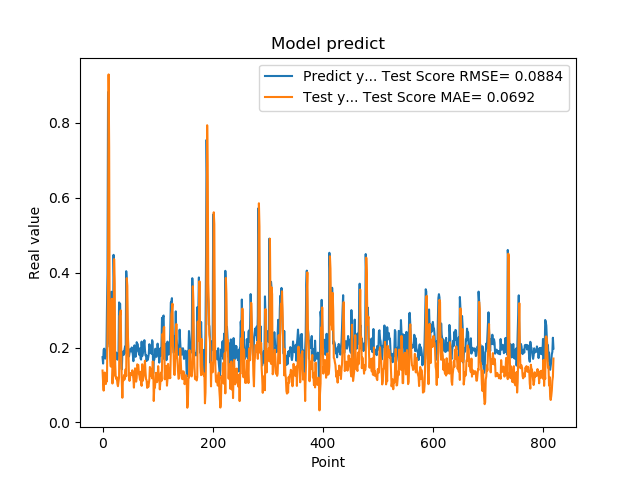 Model predict
Predict y... Test Score RMSE= 0.0884
Test y... Test Score MAE= 0.0692
Real value
0.8
0.6
0.4
0.2
0.0
0 200 400 600 800
Point